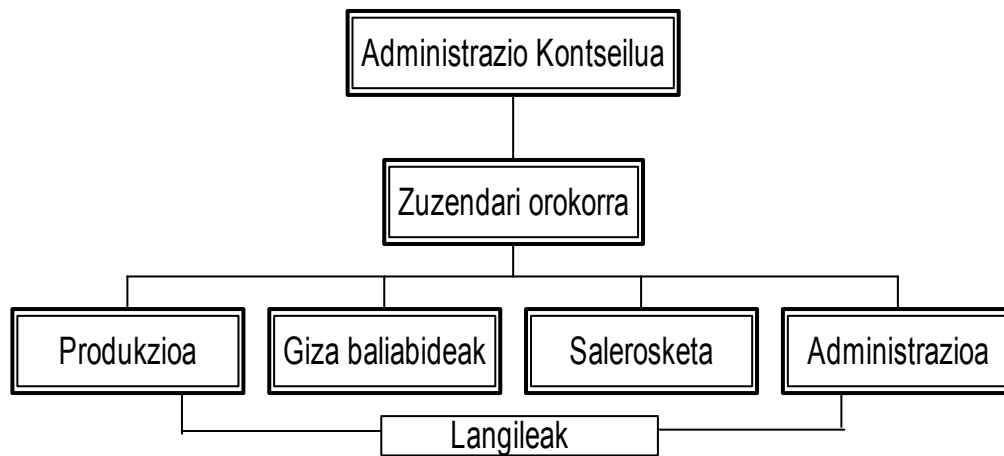 Administrazio Kontseilua
Zuzendari orokorra
Produkzioa
Giza baliabideak
Salerosketa
Administrazioa
Langileak